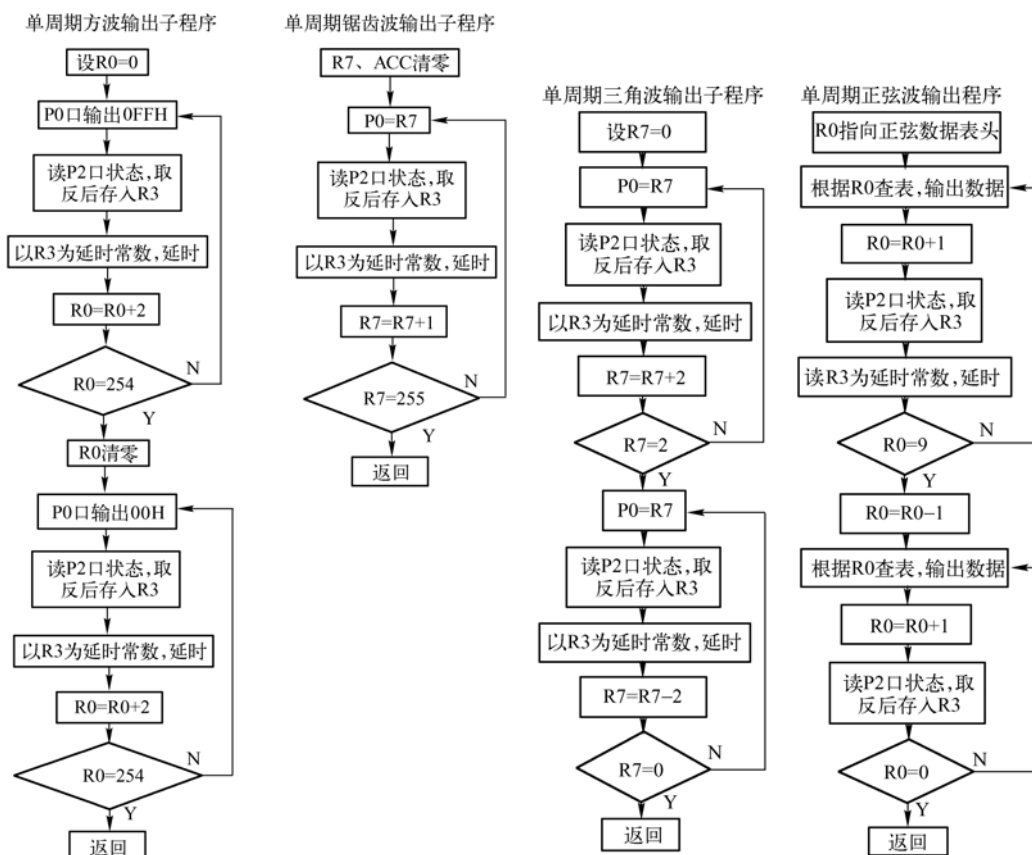 单周期方波输出子程序
设R0=0
P0口输出0FFH
读P2口状态,取
反后存入R3
以R3为延时常数,延时
R0=R0+2
R0=254
N
Y
R0清零
P0口输出00H
读P2口状态,取
反后存入R3
以R3为延时常数,延时
R0=R0+2
R0=254
N
Y
返回
单周期锯齿波输出子程序
R7、ACC清零
P0=R7
读P2口状态,取
反后存入R3
以R3为延时常数,延时
R7=R7+1
R7=255
N
Y
返回
单周期三角波输出子程序
设R7=0
P0=R7
读P2口状态,取
反后存入R3
以R3为延时常数,延时
R7=R7+2
R7=2
N
Y
P0=R7
读P2口状态,取
反后存入R3
以R3为延时常数,延时
R7=R7−2
R7=0
N
Y
返回
单周期正弦波输出程序
R0指向正弦数据表头
根据R0查表,输出数据
R0=R0+1
读P2口状态,取
反后存入R3
读R3为延时常数,延时
R0=9
N
Y
R0=R0−1
根据R0查表,输出数据
R0=R0+1
读P2口状态,取
反后存入R3
R0=0
N
Y
返回